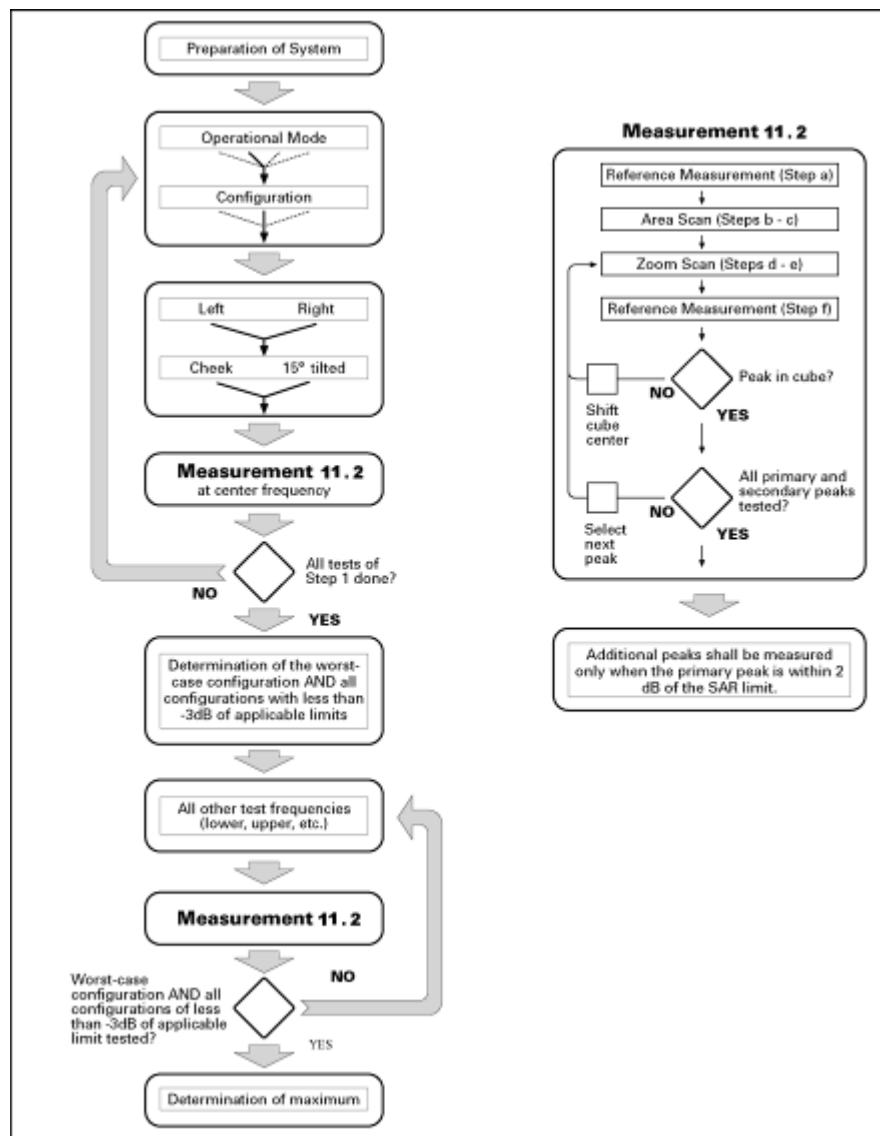 Preparation of System
Operational Mode
Configuration
Left Right
Cheek 15° tilted
Measurement 11.2
at center frequency
All tests of
Step 1 done?
NO
YES
Determination of the worst-
case configuration AND all
configurations with less than
-3dB of applicable limits
All other test frequencies
(lower, upper, etc.)
Measurement 11.2
NO
Worst-case
configuration AND all
configurations of less
than -3dB of applicable
limit tested?
YES
Determination of maximum
Measurement 11.2
Reference Measurement (Step a)
Area Scan (Steps b - c)
Zoom Scan (Steps d - e)
Reference Measurement (Step f)
Peak in cube?
NO
YES
Shift
cube
center
All primary and
secondary peaks
tested?
NO
YES
Select
next
peak
Additional peaks shall be measured
only when the primary peak is within 2
dB of the SAR limit.